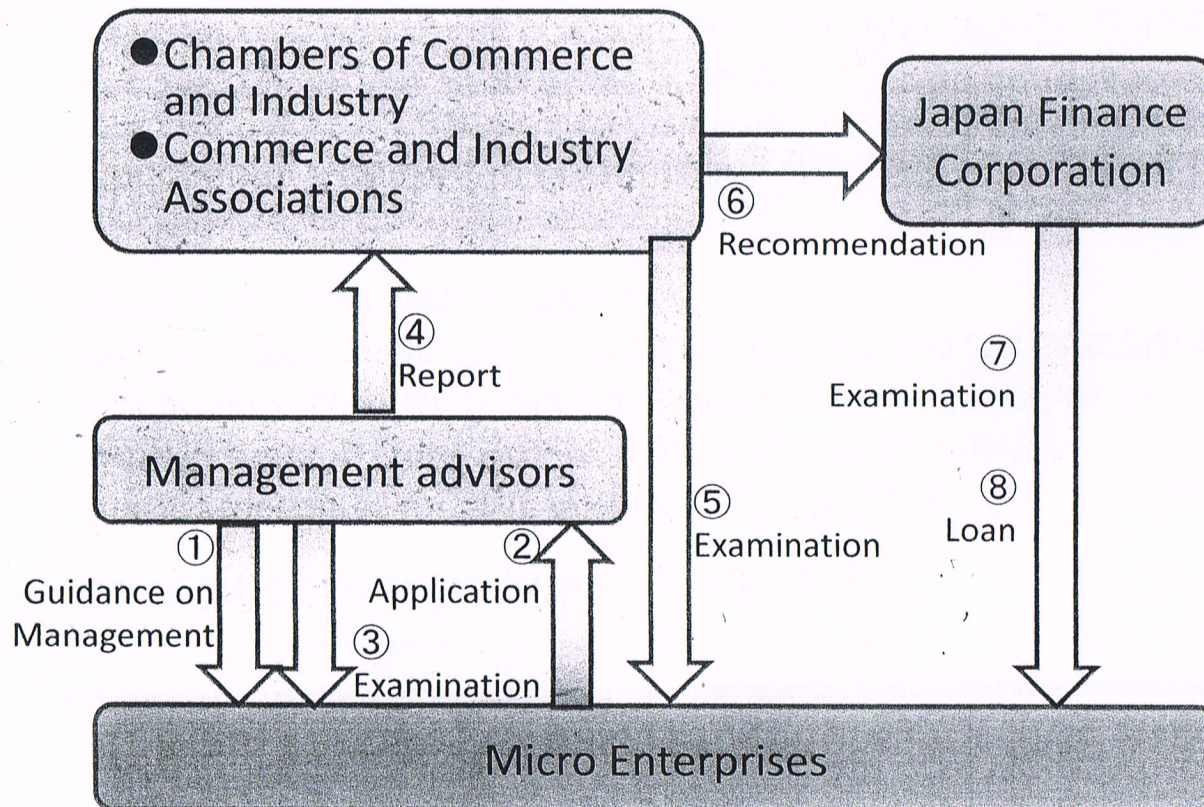 ●Chambers of Commerce
and Industry
●Commerce and Industry
Associations
Japan Finance
Corporation
⑥
Recommendation
④
Report
⑦
Examination
Management advisors
⑧
Loan
⑤
Examination
①
Guidance on
Management
②
Application
③
Examination
Micro Enterprises